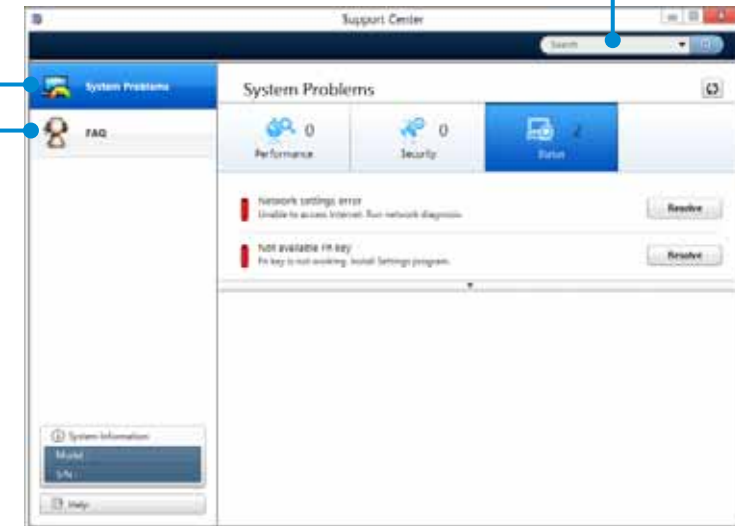 Support Center
Search
System Problems
FAQ
System Problems
0
Performance
0
Security
2
Status
Network settings error
Unable to access Internet. Run network diagnosis.
Resolve
Not available Fn key
Fn key is not working. Install Settings program.
Resolve
System Information
Model
S/N
Help